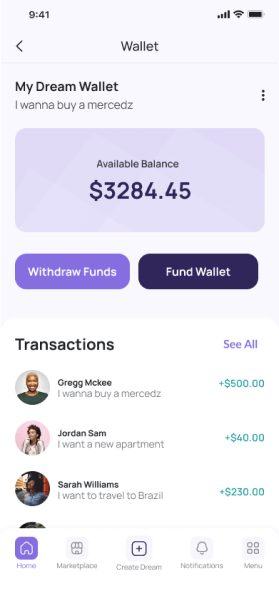 9:41
Wallet
My Dream Wallet
I wanna buy a mercedz
Available Balance
$3284.45
Withdraw Funds
Fund Wallet
Transactions
See All
Gregg Mckee
I wanna buy a mercedz
+$500.00
Jordan Sam
I want a new apartment
+$40.00
Sarah Williams
I want to travel to Brazil
+$230.00
Home
Marketplace
Create Dream
Notifications
Menu